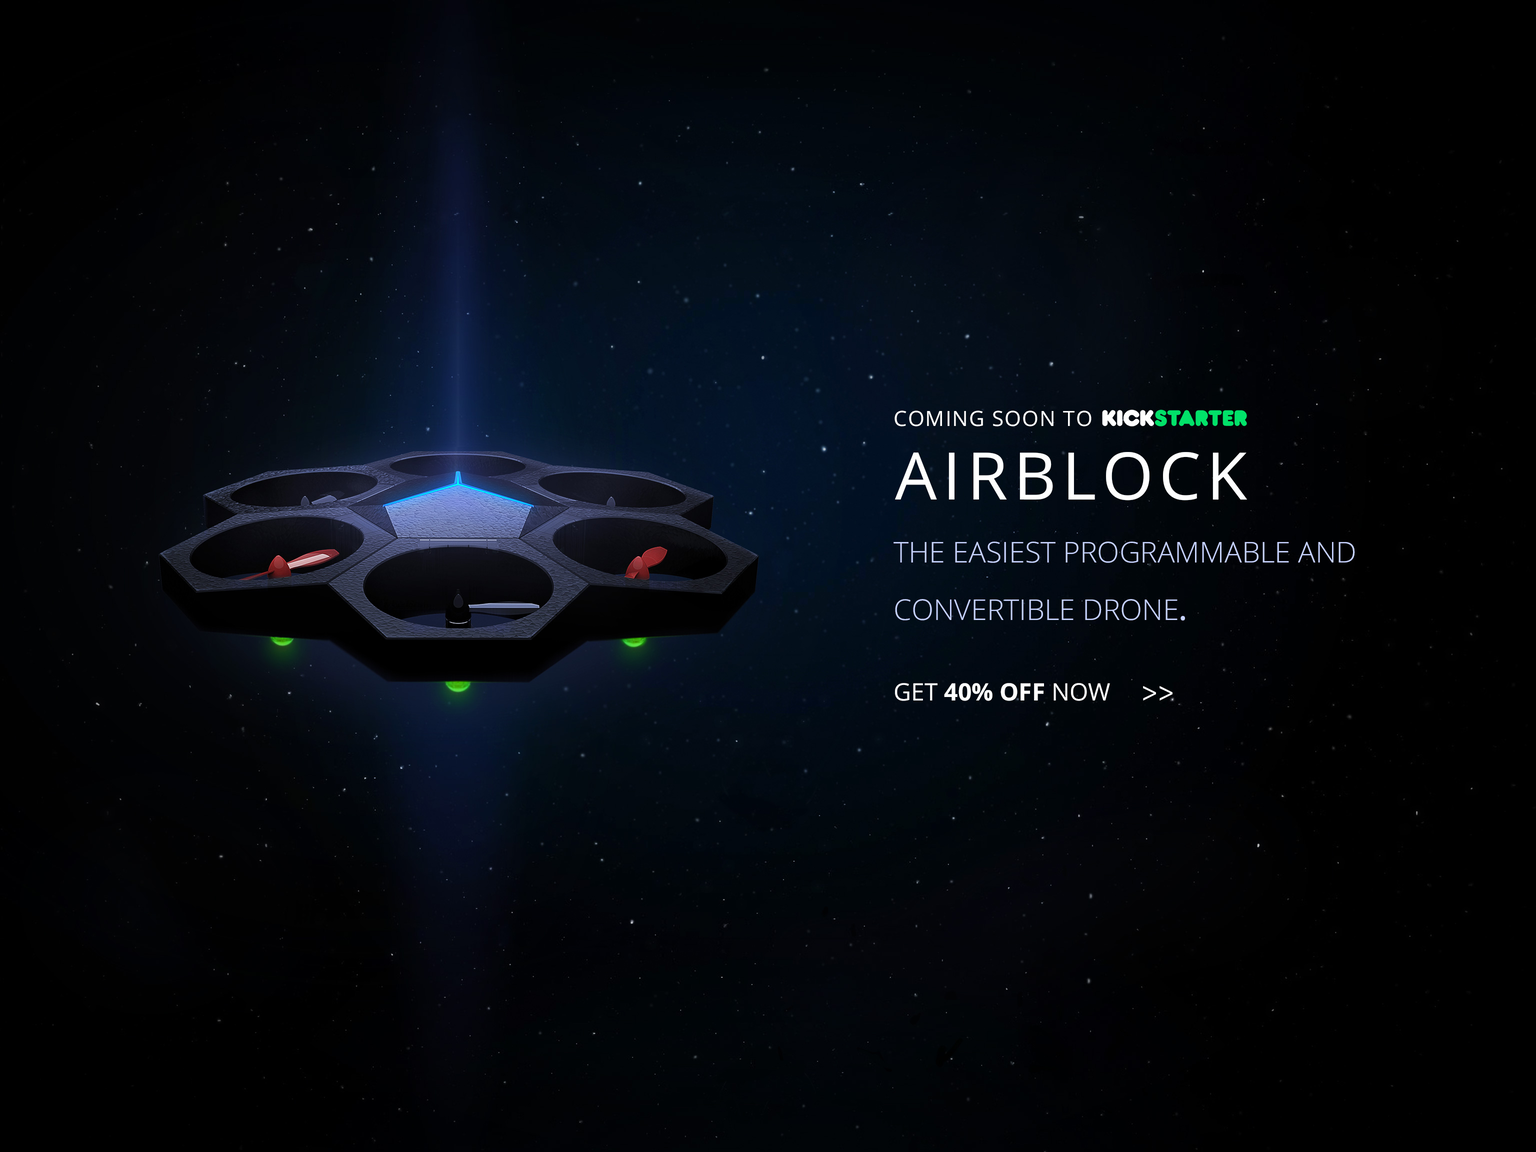 COMING SOON TO KICKSTARTER
AIRBLOCK
THE EASIEST PROGRAMMABLE AND
CONVERTIBLE DRONE.
GET 40% OFF NOW >>